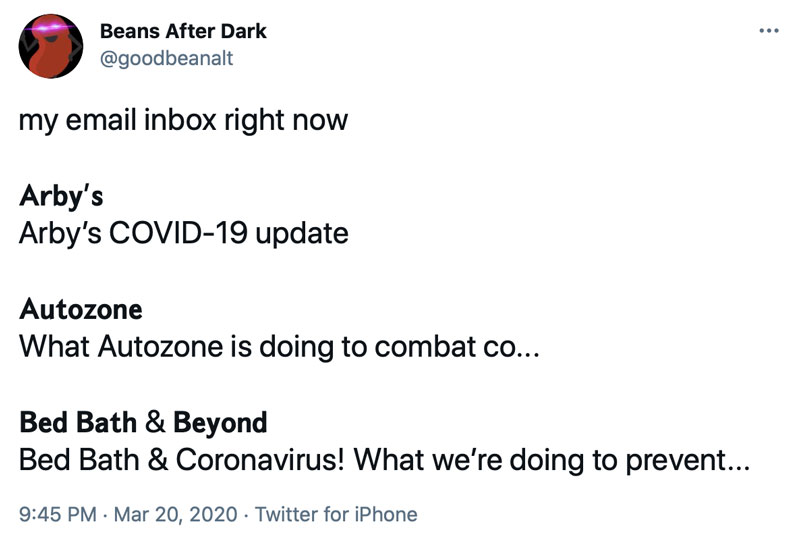 Beans After Dark
@goodbeanalt
my email inbox right now
Arby's
Arby's COVID-19 update
Autozone
What Autozone is doing to combat co...
Bed Bath & Beyond
Bed Bath & Coronavirus! What we're doing to prevent...
9:45 PM · Mar 20, 2020 · Twitter for iPhone